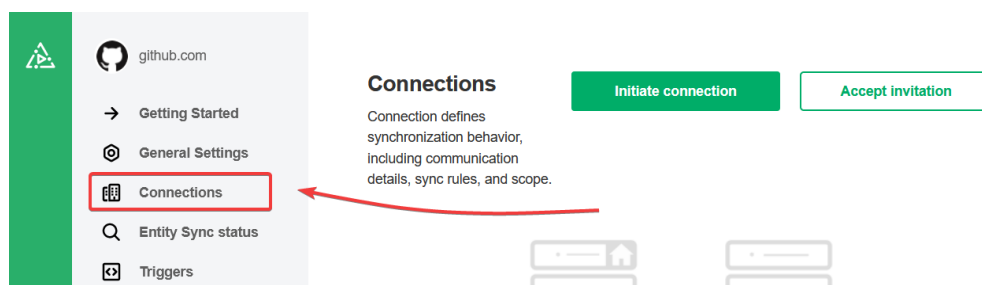 github.com
Getting Started
General Settings
Connections
Entity Sync status
Triggers
Connections
Connection defines
synchronization behavior,
including communication
details, sync rules, and scope.
Initiate connection
Accept invitation